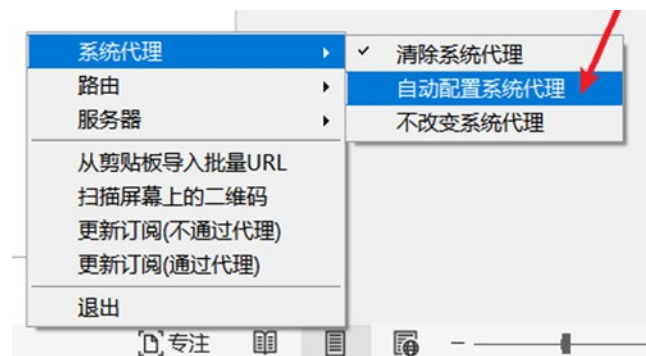 系统代理
路由
服务器
从剪贴板导入批量URL
扫描屏幕上的二维码
更新订阅(不通过代理)
更新订阅(通过代理)
退出
清除系统代理
自动配置系统代理
不改变系统代理
专注